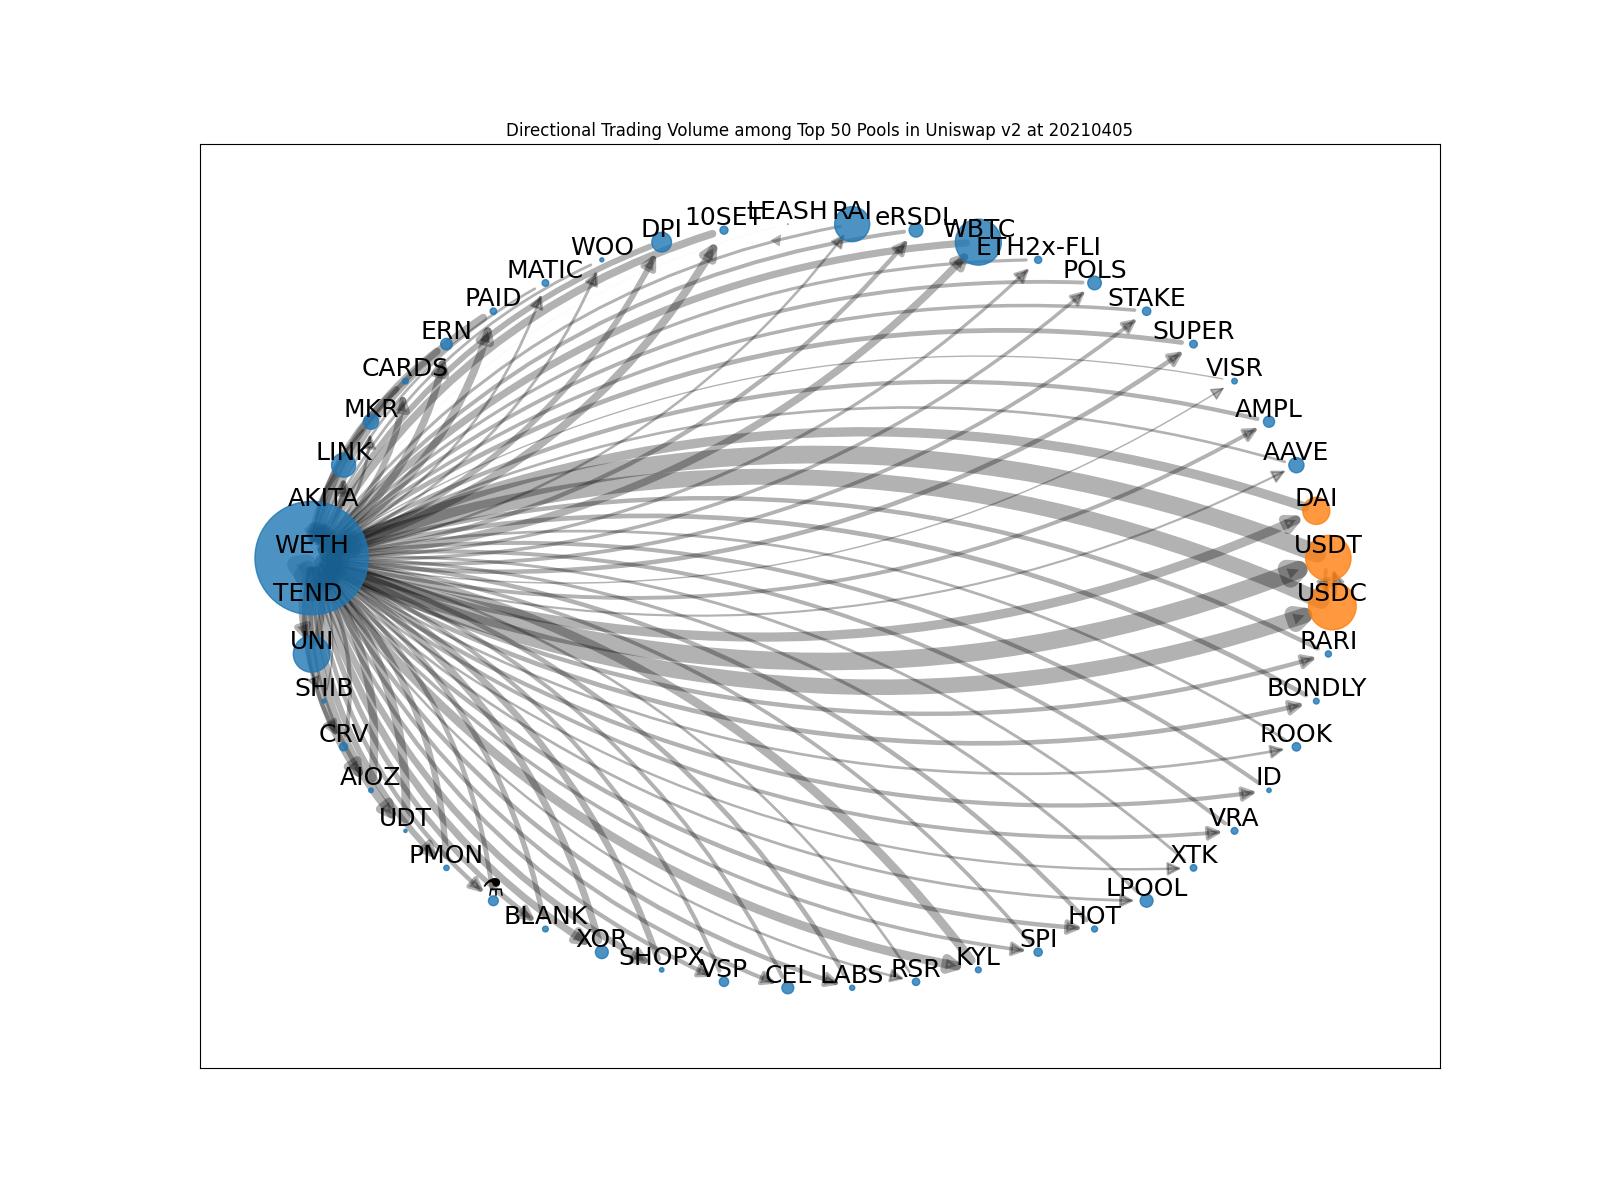 Directional Trading Volume among Top 50 Pools in Uniswap v2 at 20210405
10SET
LEASH
RAI
eRSDL
DPI
WBTC
WOO
ETH2x-FLI
MATIC
POLS
PAID
STAKE
ERN
SUPER
CARDS
VISR
MKR
AMPL
LINK
AAVE
AKITA
DAI
WETH
USDT
TEND
USDC
UNI
RARI
SHIB
BONDLY
CRV
ROOK
AIOZ
ID
UDT
VRA
PMON
XTK
⚗
LPOOL
BLANK
HOT
XOR
SPI
SHOPX
KYL
VSP
CEL
LABS
RSR